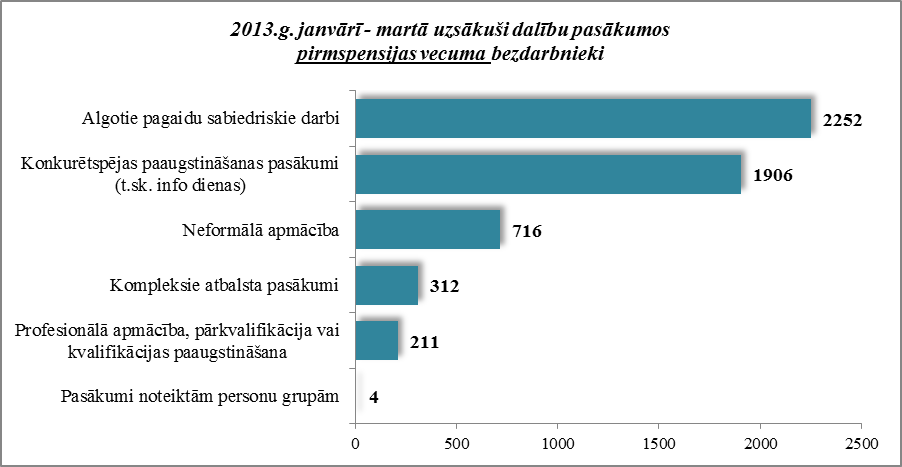 2013.g. janvārī - martā uzsākuši dalību pasākumos
pirmspensijas vecuma bezdarbnieki
Algotie pagaidu sabiedriskie darbi
2252
Konkurētspējas paaugstināšanas pasākumi
(t.sk. info dienas)
1906
Neformālā apmācība
716
Kompleksie atbalsta pasākumi
312
Profesionālā apmācība, pārkvalifikācija vai
kvalifikācijas paaugstināšana
211
Pasākumi noteiktām personu grupām
4
0 500 1000 1500 2000 2500